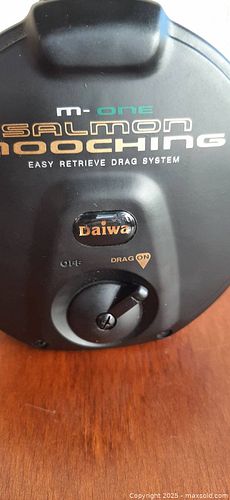 m-ONE
SALMON
MOOCHING
EASY RETRIEVE DRAG SYSTEM
Daiwa
OFF DRAG ON
Copyright 2025 - maxsold.com